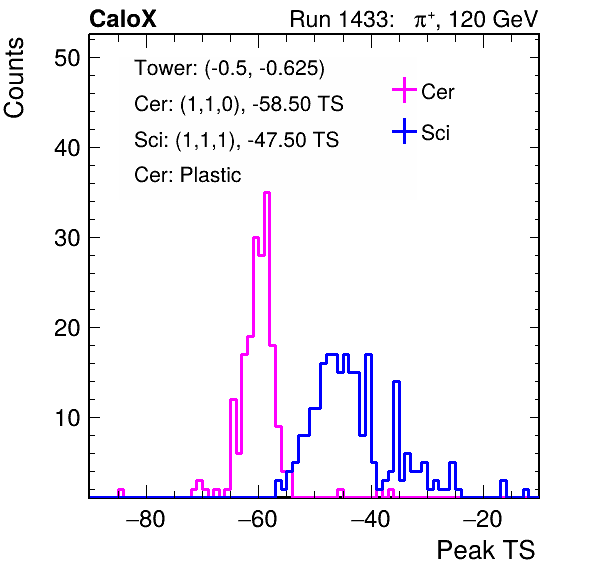 CaloX Run 1433: π⁺, 120 GeV
Counts
50
40
30
20
10
Tower: (-0.5, -0.625)
Cer: (1,1,0), -58.50 TS
Sci: (1,1,1), -47.50 TS
Cer: Plastic
Cer
Sci
−80 −60 −40 −20
Peak TS